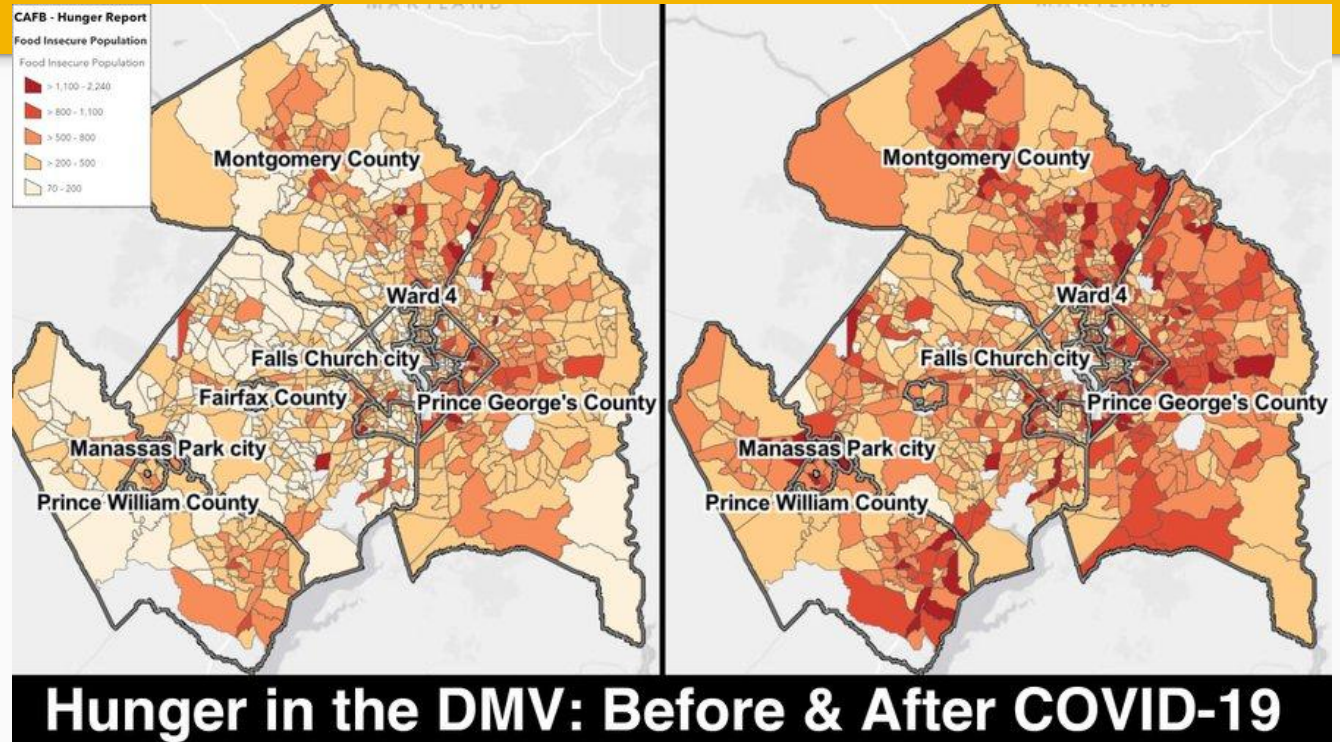 CAFB - Hunger Report
Food Insecure Population
Food Insecure Population
> 1,100 - 2,240
> 800 - 1,100
> 500 - 800
> 200 - 500
70 - 200
MARYLAND
Montgomery County
Ward 4
Falls Church city
Fairfax County
Prince George's County
Manassas Park city
Prince William County
MARYLAND
Montgomery County
Ward 4
Falls Church city
Prince George's County
Manassas Park city
Prince William County
Hunger in the DMV: Before & After COVID-19